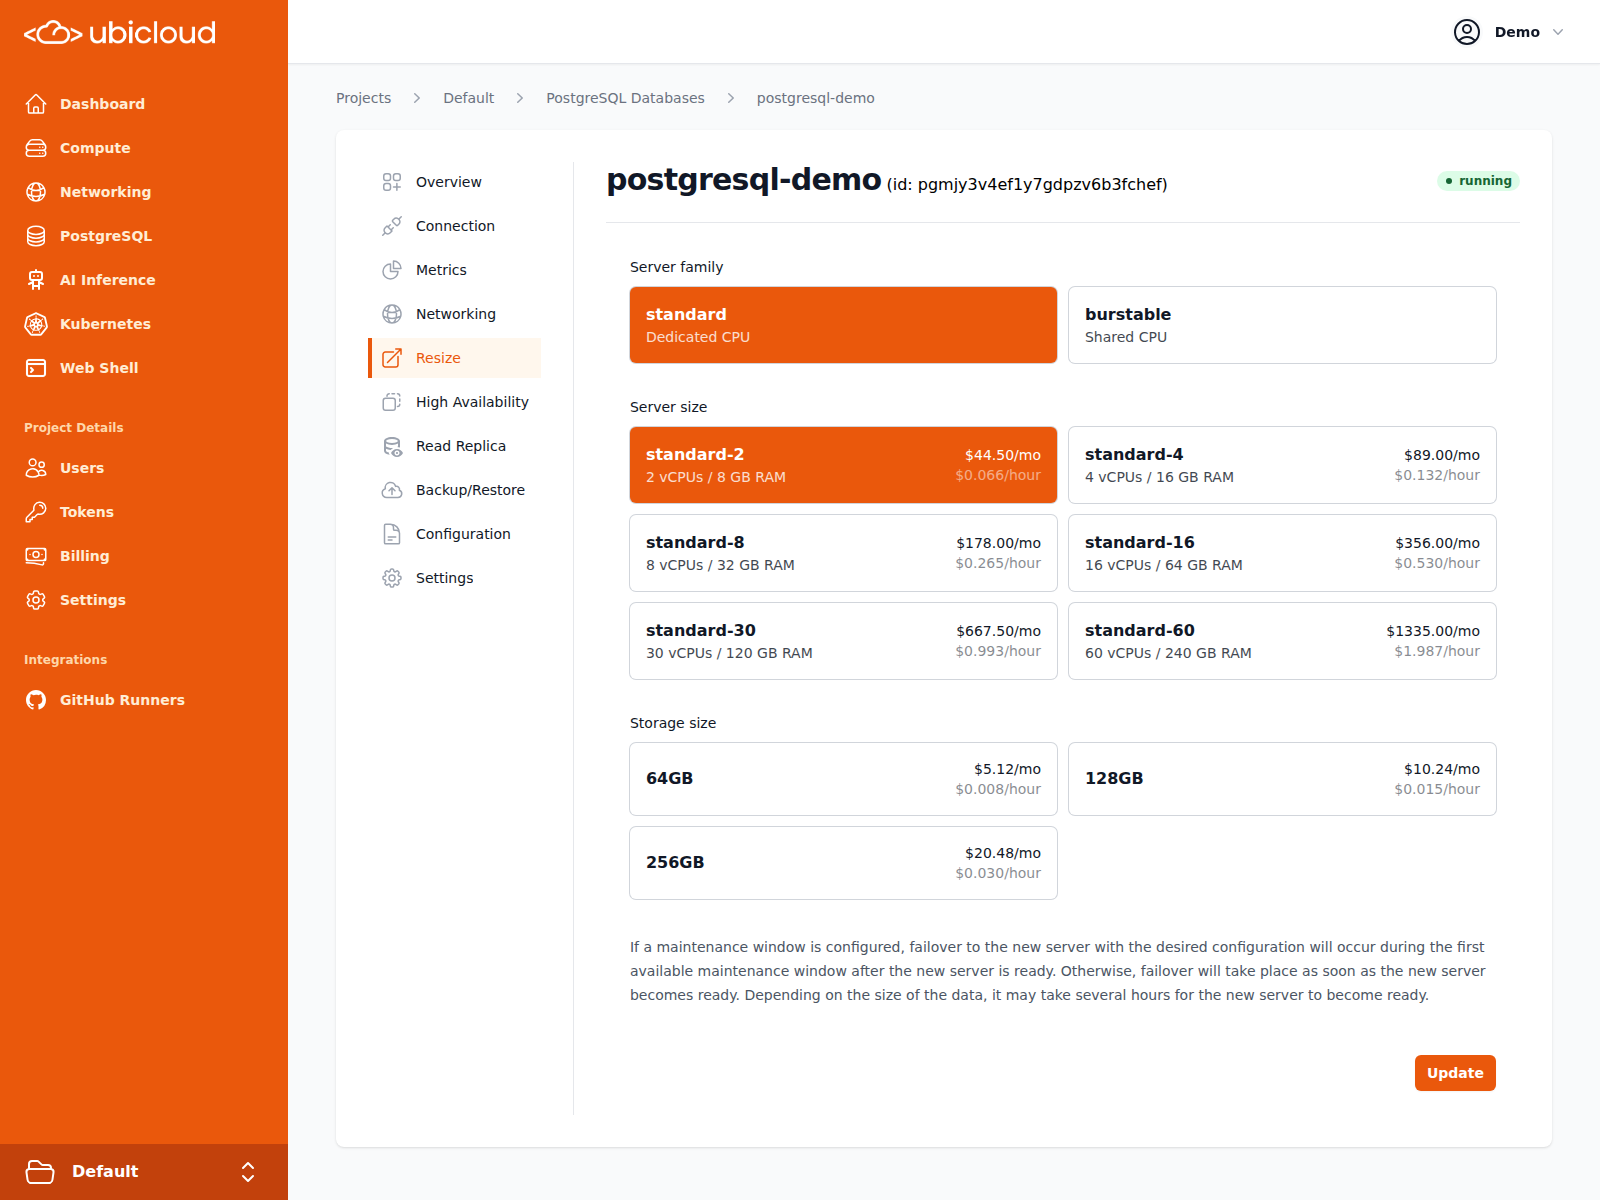 ubicloud
Demo
Dashboard
Compute
Networking
PostgreSQL
AI Inference
Kubernetes
Web Shell
Project Details
Users
Tokens
Billing
Settings
Integrations
GitHub Runners
Default
Projects > Default > PostgreSQL Databases > postgresql-demo
Overview
Connection
Metrics
Networking
Resize
High Availability
Read Replica
Backup/Restore
Configuration
Settings
postgresql-demo (id: pgmjy3v4ef1y7gdpzv6b3fchef)
running
Server family
standard
Dedicated CPU
burstable
Shared CPU
Server size
standard-2 $44.50/mo
2 vCPUs / 8 GB RAM $0.066/hour
standard-4 $89.00/mo
4 vCPUs / 16 GB RAM $0.132/hour
standard-8 $178.00/mo
8 vCPUs / 32 GB RAM $0.265/hour
standard-16 $356.00/mo
16 vCPUs / 64 GB RAM $0.530/hour
standard-30 $667.50/mo
30 vCPUs / 120 GB RAM $0.993/hour
standard-60 $1335.00/mo
60 vCPUs / 240 GB RAM $1.987/hour
Storage size
64GB
$5.12/mo
$0.008/hour
128GB
$10.24/mo
$0.015/hour
256GB
$20.48/mo
$0.030/hour
If a maintenance window is configured, failover to the new server with the desired configuration will occur during the first
available maintenance window after the new server is ready. Otherwise, failover will take place as soon as the new server
becomes ready. Depending on the size of the data, it may take several hours for the new server to become ready.
Update